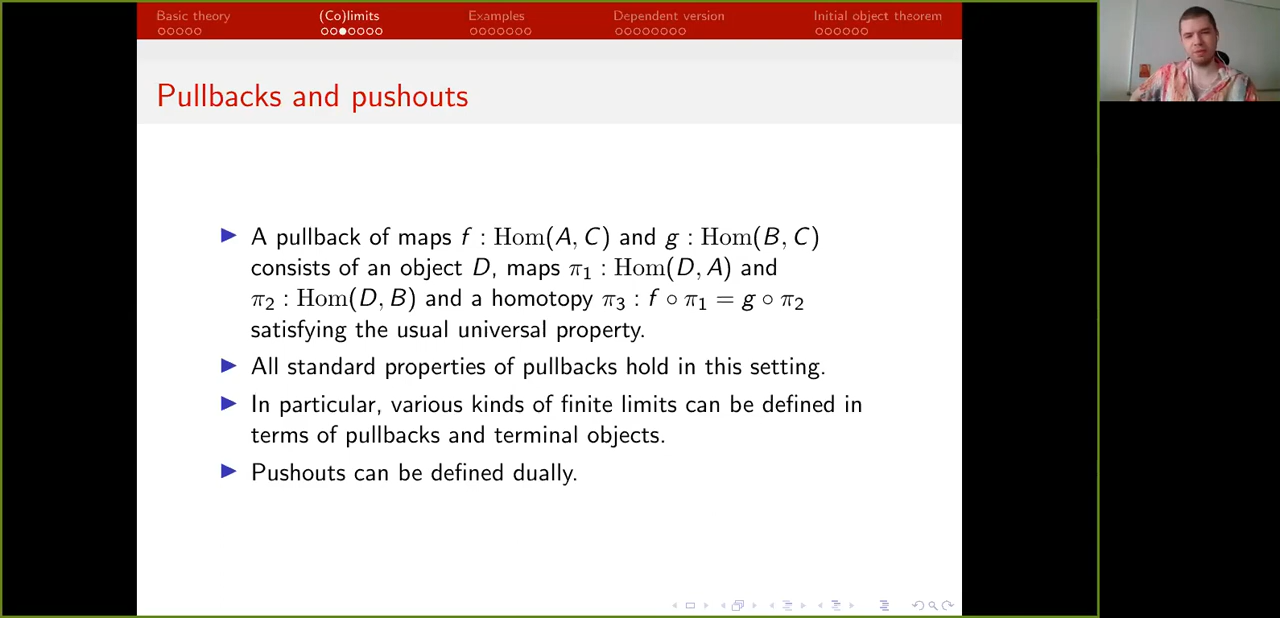 Basic theory (Co)limits Examples Dependent version Initial object theorem
Pullbacks and pushouts
A pullback of maps f : Hom(A, C) and g : Hom(B, C)
consists of an object D, maps π₁ : Hom(D, A) and
π₂ : Hom(D, B) and a homotopy π₃ : f ∘ π₁ = g ∘ π₂
satisfying the usual universal property.
All standard properties of pullbacks hold in this setting.
In particular, various kinds of finite limits can be defined in
terms of pullbacks and terminal objects.
Pushouts can be defined dually.